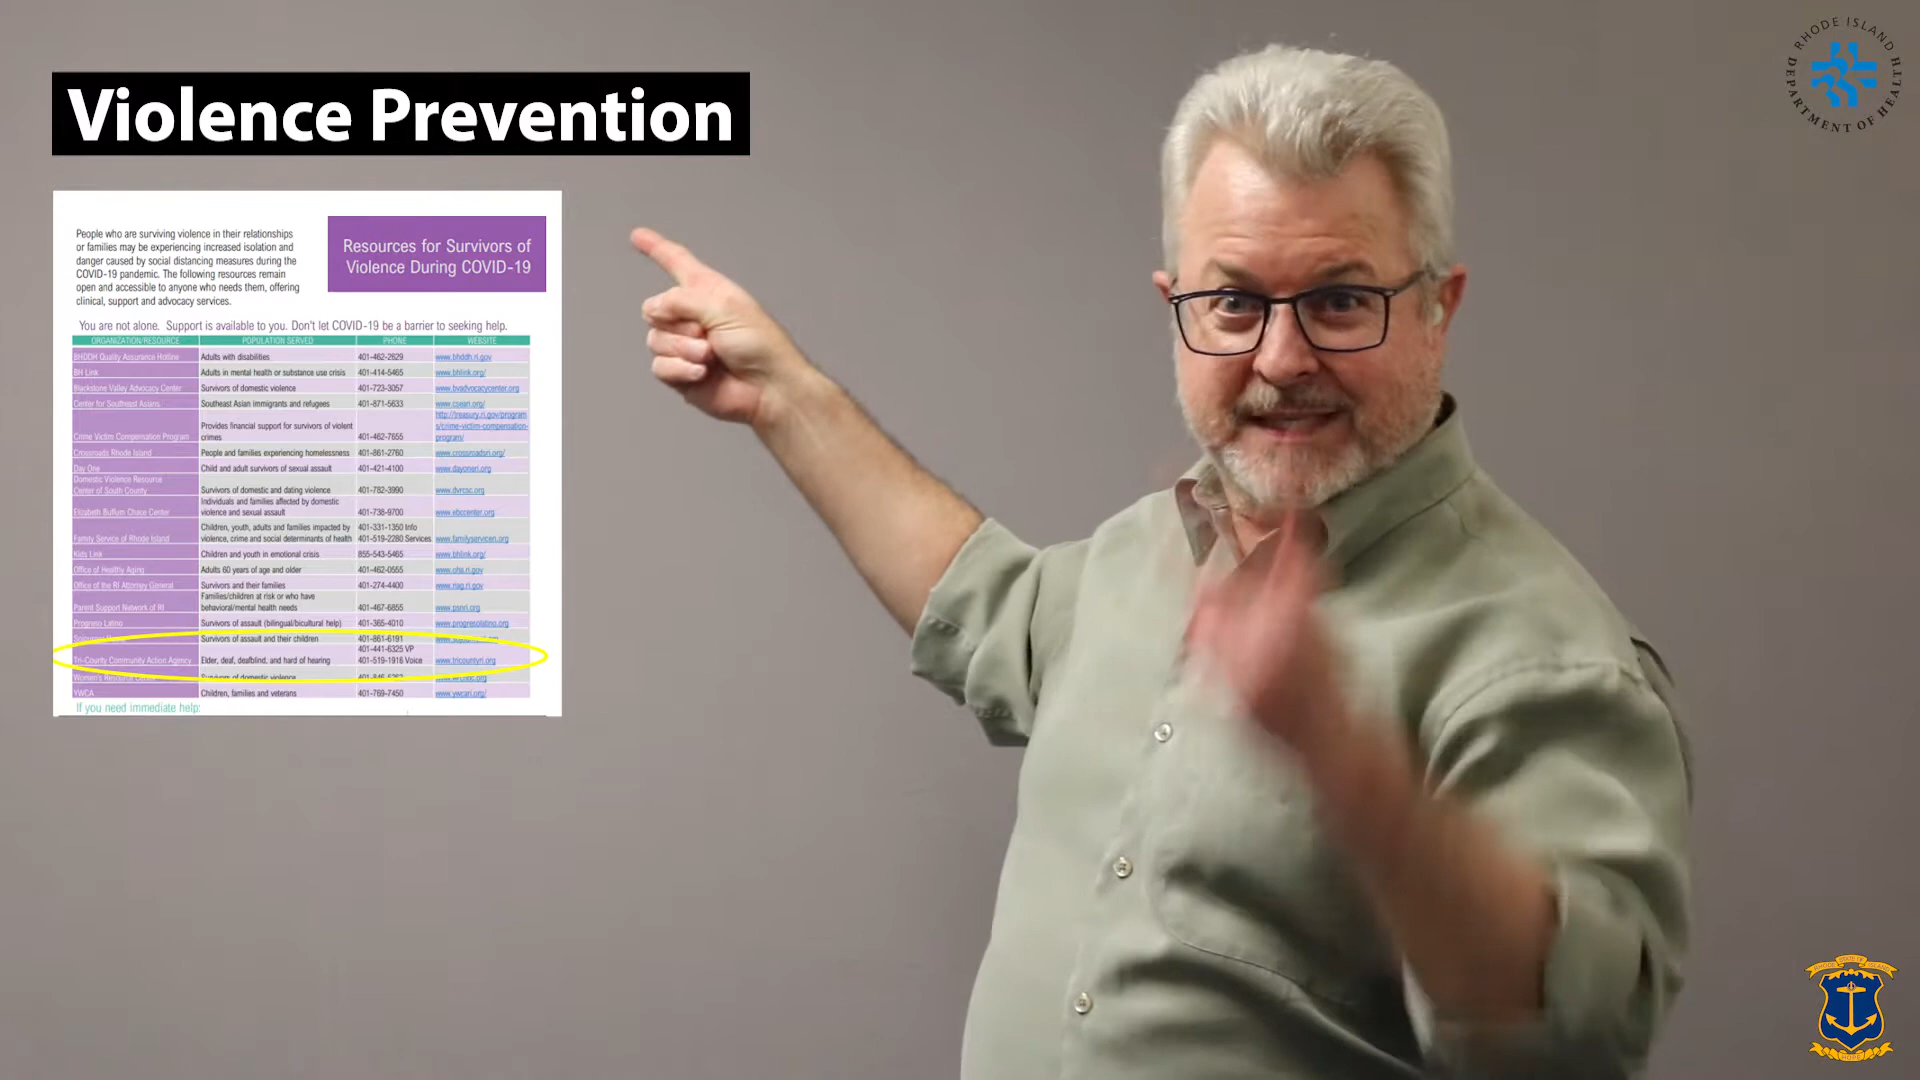 Violence Prevention
RHODE ISLAND
DEPARTMENT OF HEALTH
People who are surviving violence in their relationships
or families may be experiencing increased isolation and
danger caused by social distancing measures during the
COVID-19 pandemic. The following resources remain
open and accessible to anyone who needs them, offering
clinical, support and advocacy services.
Resources for Survivors of
Violence During COVID-19
You are not alone. Support is available to you. Don't let COVID-19 be a barrier to seeking help.
ORGANIZATION/RESOURCE POPULATION SERVED PHONE WEBSITE
BHDDH Quality Assurance Hotline Adults with disabilities 401-462-2629 www.bhddh.ri.gov
BH Link Adults in mental health or substance use crisis 401-414-5465 www.bhlink.org/
Blackstone Valley Advocacy Center Survivors of domestic violence 401-723-3057 www.bvadvocacycenter.org
Center for Southeast Asians Southeast Asian immigrants and refugees 401-871-5633 www.cseari.org/
http://treasury.ri.gov/program
Provides financial support for survivors of violent s/crime-victim-compensation-
Crime Victim Compensation Program crimes 401-462-7655 program/
Crossroads Rhode Island People and families experiencing homelessness 401-861-2760 www.crossroadsri.org/
Day One Child and adult survivors of sexual assault 401-421-4100 www.dayoneri.org
Domestic Violence Resource
Center of South County Survivors of domestic and dating violence 401-782-3990 www.dvrcsc.org
Individuals and families affected by domestic
Elizabeth Buffum Chace Center violence and sexual assault 401-738-9700 www.ebccenter.org
Children, youth, adults and families impacted by 401-331-1350 Info
Family Service of Rhode Island violence, crime and social determinants of health 401-519-2280 Services www.familyserviceri.org
Kids Link Children and youth in emotional crisis 855-543-5465 www.bhlink.org/
Office of Healthy Aging Adults 60 years of age and older 401-462-0555 www.oha.ri.gov
Office of the RI Attorney General Survivors and their families 401-274-4400 www.riag.ri.gov
Families/children at risk or who have
Parent Support Network of RI behavioral/mental health needs 401-467-6855 www.psnri.org
Progreso Latino Survivors of assault (bilingual/bicultural help) 401-365-4010 www.progresolatino.org
Survivors of assault and their children 401-861-6191
401-441-6325 VP
Tri-County Community Action Agency Elder, deaf, deafblind, and hard of hearing 401-519-1916 Voice www.tricountyri.org
Women's Survivors of domestic violence
YWCA Children, families and veterans 401-769-7450 www.ywcari.org/
If you need immediate help:
HOPE